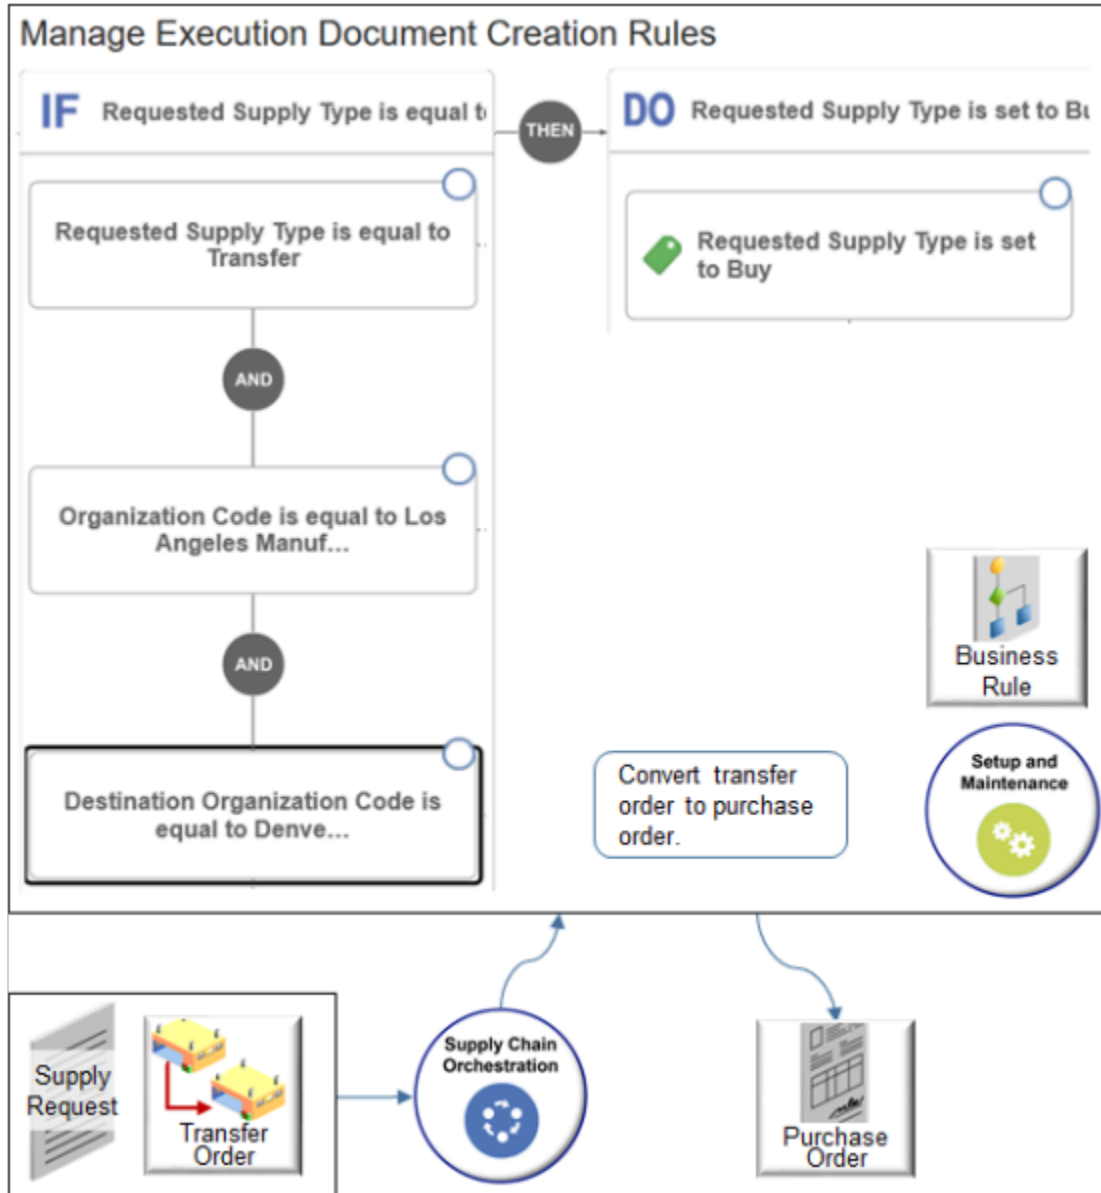 Manage Execution Document Creation Rules
IF Requested Supply Type is equal t
THEN
DO Requested Supply Type is set to Bu
Requested Supply Type is equal to
Transfer
Requested Supply Type is set
to Buy
AND
Organization Code is equal to Los
Angeles Manuf...
AND
Destination Organization Code is
equal to Denve...
Convert transfer
order to purchase
order.
Business
Rule
Setup and
Maintenance
Supply
Request
Transfer
Order
Supply Chain
Orchestration
Purchase
Order